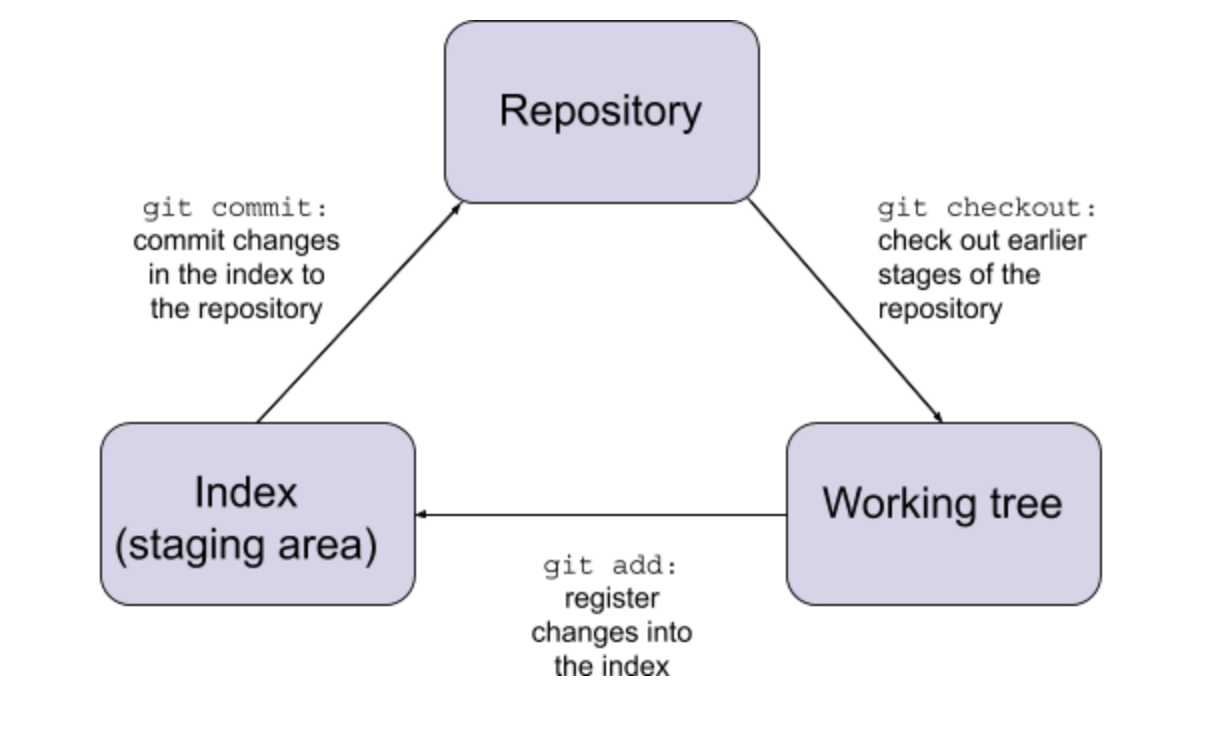 Repository
git commit:
commit changes
in the index to
the repository
git checkout:
check out earlier
stages of the
repository
Index
(staging area)
Working tree
git add:
register
changes into
the index